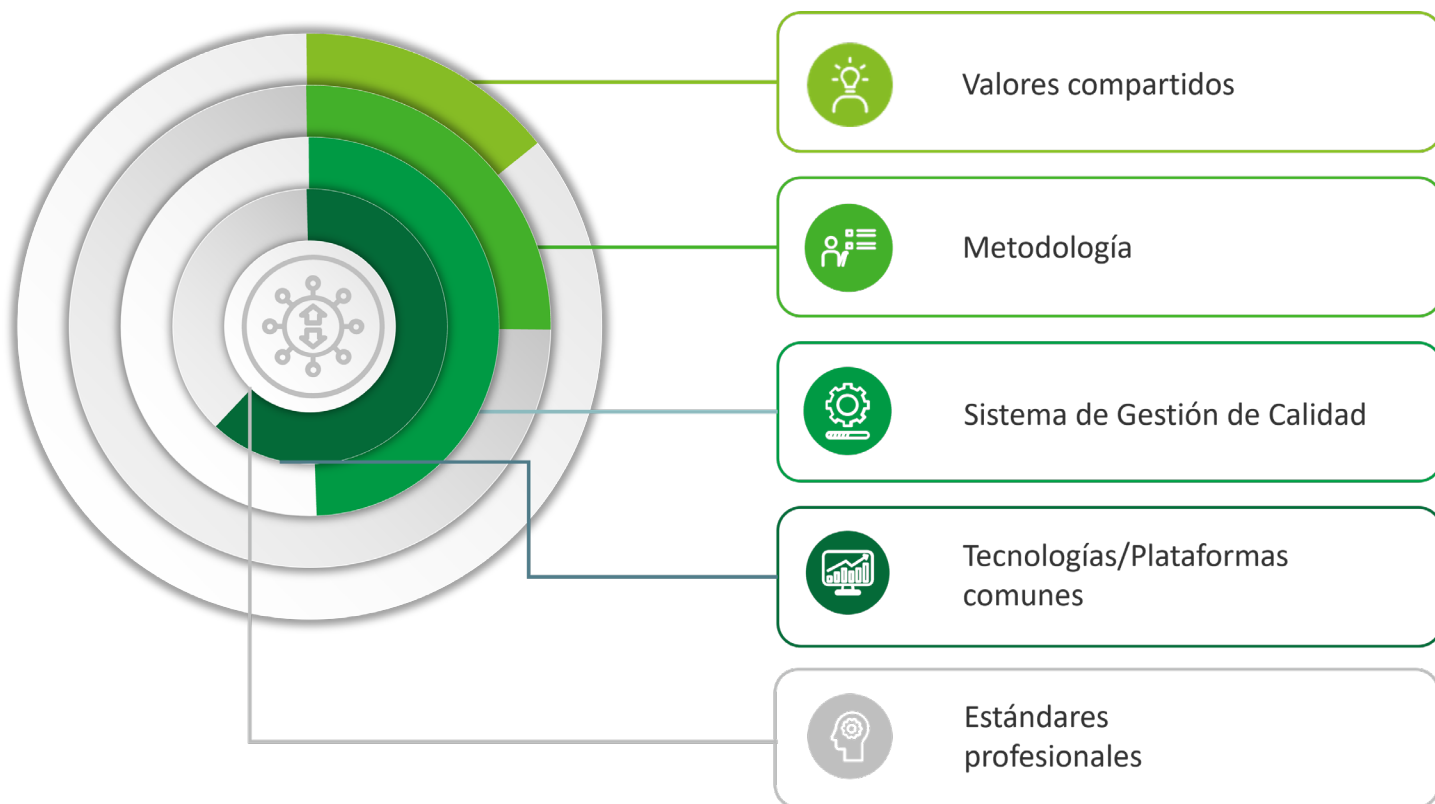 Valores compartidos
Metodología
Sistema de Gestión de Calidad
Tecnologías/Plataformas
comunes
Estándares
profesionales